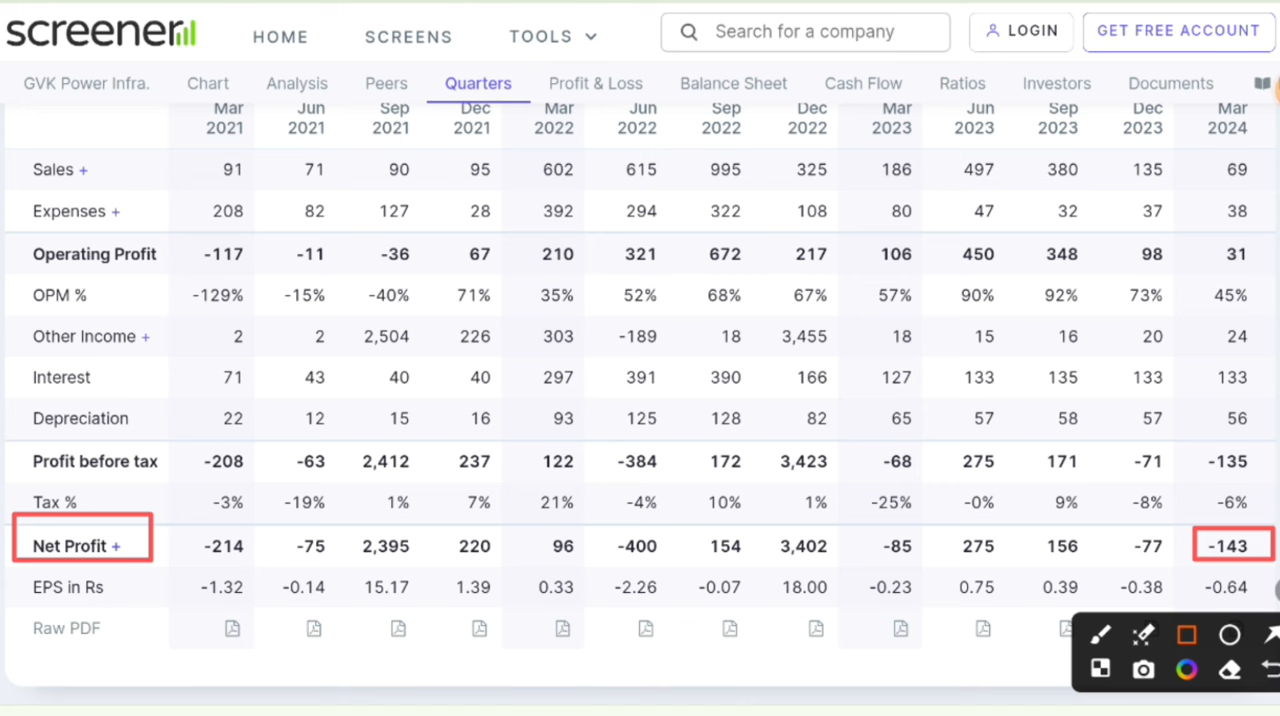 screener HOME SCREENS TOOLS Search for a company LOGIN GET FREE ACCOUNT
GVK Power Infra. Chart Analysis Peers Quarters Profit & Loss Balance Sheet Cash Flow Ratios Investors Documents
Mar Jun Sep Dec Mar Jun Sep Dec Mar Jun Sep Dec Mar
2021 2021 2021 2021 2022 2022 2022 2022 2023 2023 2023 2023 2024
Sales + 91 71 90 95 602 615 995 325 186 497 380 135 69
Expenses + 208 82 127 28 392 294 322 108 80 47 32 37 38
Operating Profit -117 -11 -36 67 210 321 672 217 106 450 348 98 31
OPM % -129% -15% -40% 71% 35% 52% 68% 67% 57% 90% 92% 73% 45%
Other Income + 2 2 2,504 226 303 -189 18 3,455 18 15 16 20 24
Interest 71 43 40 40 297 391 390 166 127 133 135 133 133
Depreciation 22 12 15 16 93 125 128 82 65 57 58 57 56
Profit before tax -208 -63 2,412 237 122 -384 172 3,423 -68 275 171 -71 -135
Tax % -3% -19% 1% 7% 21% -4% 10% 1% -25% -0% 9% -8% -6%
Net Profit + -214 -75 2,395 220 96 -400 154 3,402 -85 275 156 -77 -143
EPS in Rs -1.32 -0.14 15.17 1.39 0.33 -2.26 -0.07 18.00 -0.23 0.75 0.39 -0.38 -0.64
Raw PDF